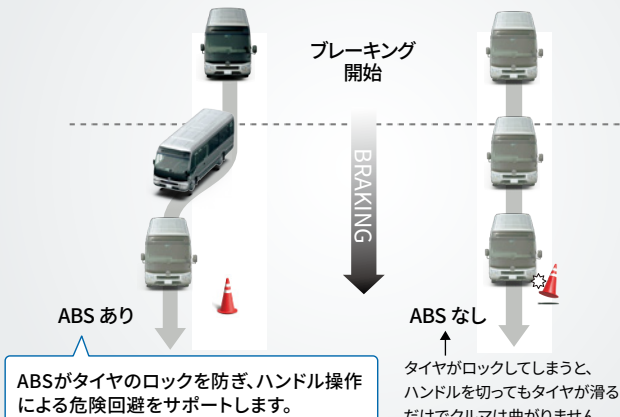 ブレーキング
開始
BRAKING
ABS あり
ABS なし
ABSがタイヤのロックを防ぎ、ハンドル操作
による危険回避をサポートします。
タイヤがロックしてしまうと、
ハンドルを切ってもタイヤが滑る
だけでクルマは曲がりません